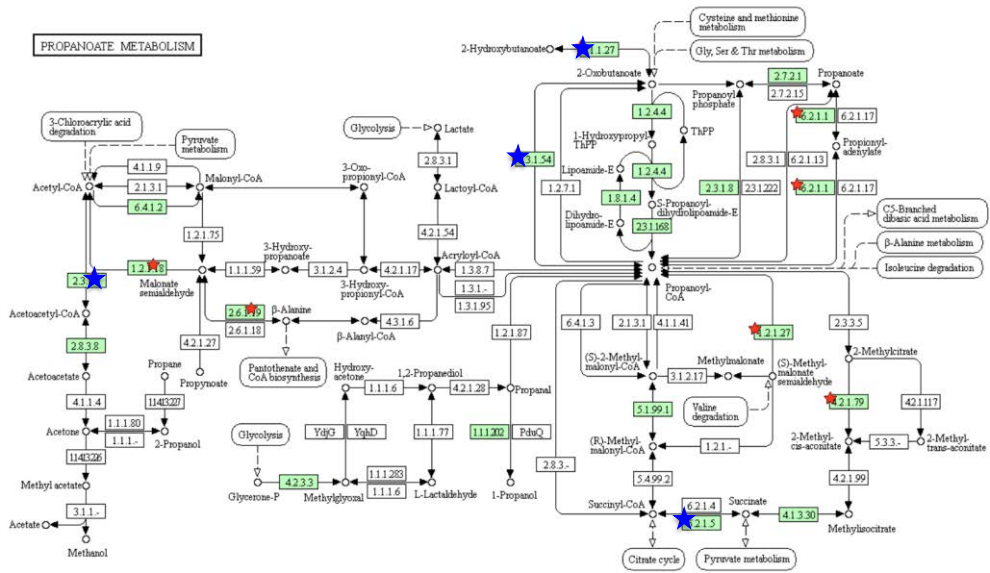 PROPANOATE METABOLISM
Cysteine and methionine
metabolism
Gly, Ser & Thr metabolism
2-Hydroxybutanoate
1.1.27
2-Oxobutanoate
Propanoyl
phosphate
2.7.2.1
2.7.2.15
Propanoate
1.2.4.4
ThPP
1-Hydroxypropyl-
ThPP
6.2.1.1
6.2.1.17
Propionyl-
adenylate
3.1.54
1.2.7.1
Lipoamide-E
1.2.4.4
1.8.1.4
S-Propanoyl-
dihydrolipoamide-E
Dihydro-
lipoamide-E
2.3.1.168
2.3.1.8
2.3.1.222
2.8.3.1
6.2.1.13
6.2.1.1
6.2.1.17
C5-Branched
dibasic acid metabolism
β-Alanine metabolism
Isoleucine degradation
3-Chloroacrylic acid
degradation
Pyruvate
metabolism
Glycolysis
Lactate
2.8.3.1
Lactoyl-CoA
4.2.1.54
Acryloyl-CoA
4.1.1.9
Acetyl-CoA
2.1.3.1
Malonyl-CoA
6.4.1.2
3-Oxo-
propionyl-CoA
1.2.1.75
3-Hydroxy-
propanoate
1.1.1.59
3.1.2.4
4.2.1.17
3-Hydroxy-
propionyl-CoA
1.3.8.7
1.3.1.-
1.3.1.95
Propanoyl-
CoA
Malonate
semialdehyde
Acetoacetyl-CoA
2.6.1.18
β-Alanine
4.3.1.6
β-Alanyl-CoA
4.2.1.27
Propynoate
Pantothenate and
CoA biosynthesis
2.8.3.8
Acetoacetate
4.1.1.4
Acetone
Propane
1.14.13.227
1.1.1.80
1.1.1.-
2-Propanol
1.14.13.226
Methyl acetate
3.1.1.-
Acetate
Methanol
Hydroxy-
acetone
1.1.1.6
1,2-Propanediol
4.2.1.28
Propanal
1.2.1.87
Glycolysis
YdjG
YqhD
1.1.1.77
1.1.1.202
PduQ
Glycerone-P
4.2.3.3
Methylglyoxal
1.1.1.283
1.1.1.6
L-Lactaldehyde
1-Propanol
6.4.1.3
2.1.3.1
4.1.1.41
.2.1.27
2.3.3.5
2-Methylcitrate
(S)-2-Methyl-
malonyl-CoA
3.1.2.17
Methylmalonate
(S)-Methyl-
malonate
semialdehyde
5.1.99.1
Valine
degradation
4.2.1.79
4.2.1.117
(R)-Methyl-
malonyl-CoA
1.2.1.-
2-Methyl-
cis-aconitate
5.3.3.-
2-Methyl-
trans-aconitate
2.8.3.-
5.4.99.2
4.2.1.99
Succinyl-CoA
6.2.1.4
.2.1.5
Succinate
4.1.3.30
Methylisocitrate
Citrate cycle
Pyruvate metabolism